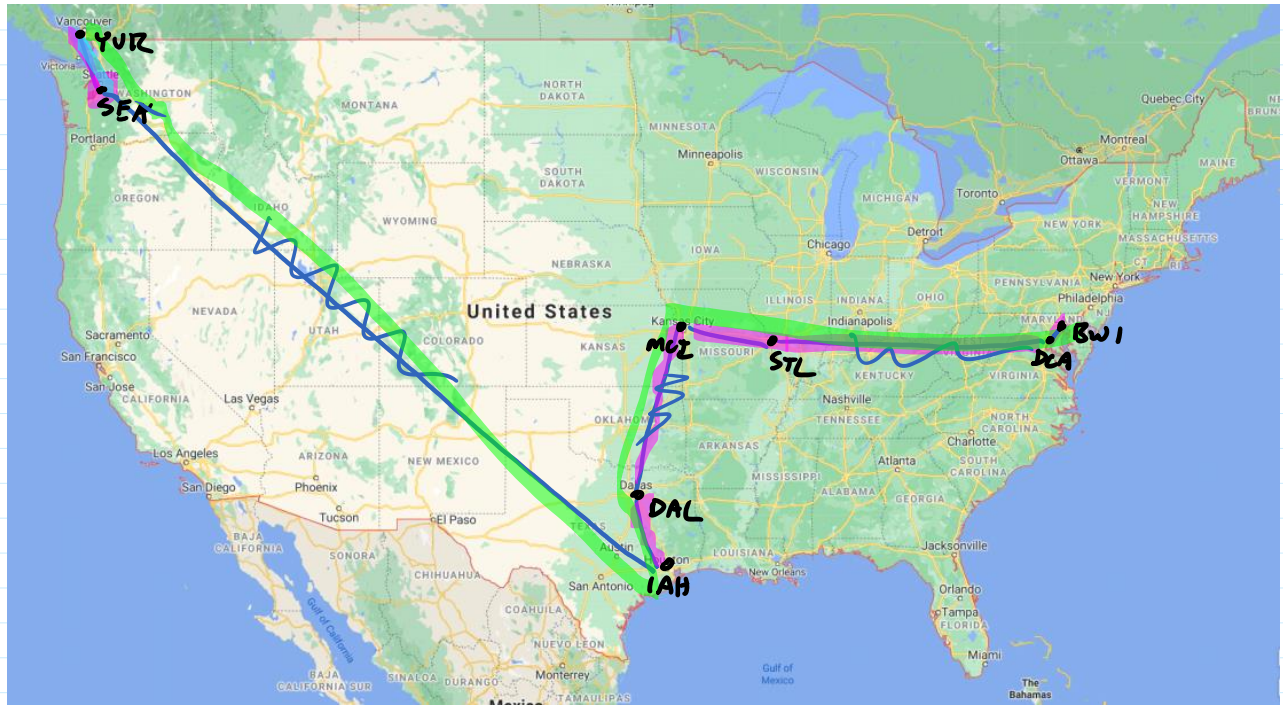 Winnipeg
Vancouver
YVR
Victoria
Seattle
WASHINGTON
SEA
Portland
MONTANA
NORTH
DAKOTA
MINNESOTA
Minneapolis
Quebec City
Montreal
Ottawa
MAINE
VERMONT
NEW
HAMPSHIRE
MASSACHUSETTS
CT
RI
NEW YORK
Toronto
WISCONSIN
MICHIGAN
Detroit
Chicago
OREGON
IDAHO
SOUTH
DAKOTA
WYOMING
IOWA
NEBRASKA
New York
PENNSYLVANIA
Philadelphia
OHIO
INDIANA
ILLINOIS
Indianapolis
MARYLAND
BWI
DCA
United States
NEVADA
UTAH
COLORADO
KANSAS
Kansas City
MCI
MISSOURI
STL
KENTUCKY
VIRGINIA
Sacramento
San Francisco
San Jose
CALIFORNIA
Las Vegas
Nashville
TENNESSEE
NORTH
CAROLINA
Charlotte
OKLAHOMA
ARKANSAS
Los Angeles
ARIZONA
NEW MEXICO
Atlanta
SOUTH
CAROLINA
MISSISSIPPI
ALABAMA
GEORGIA
San Diego
Phoenix
Tucson
El Paso
Dallas
DAL
TEXAS
LOUISIANA
Jacksonville
BAJA
CALIFORNIA
SONORA
CHIHUAHUA
Austin
Houston
IAH
San Antonio
New Orleans
Orlando
Tampa
FLORIDA
Gulf of
California
COAHUILA
NUEVO LEON
Miami
BAJA
CALIFORNIA SUR
SINALOA
DURANGO
Monterrey
TAMAULIPAS
Gulf of
Mexico
The
Bahamas
Mexico